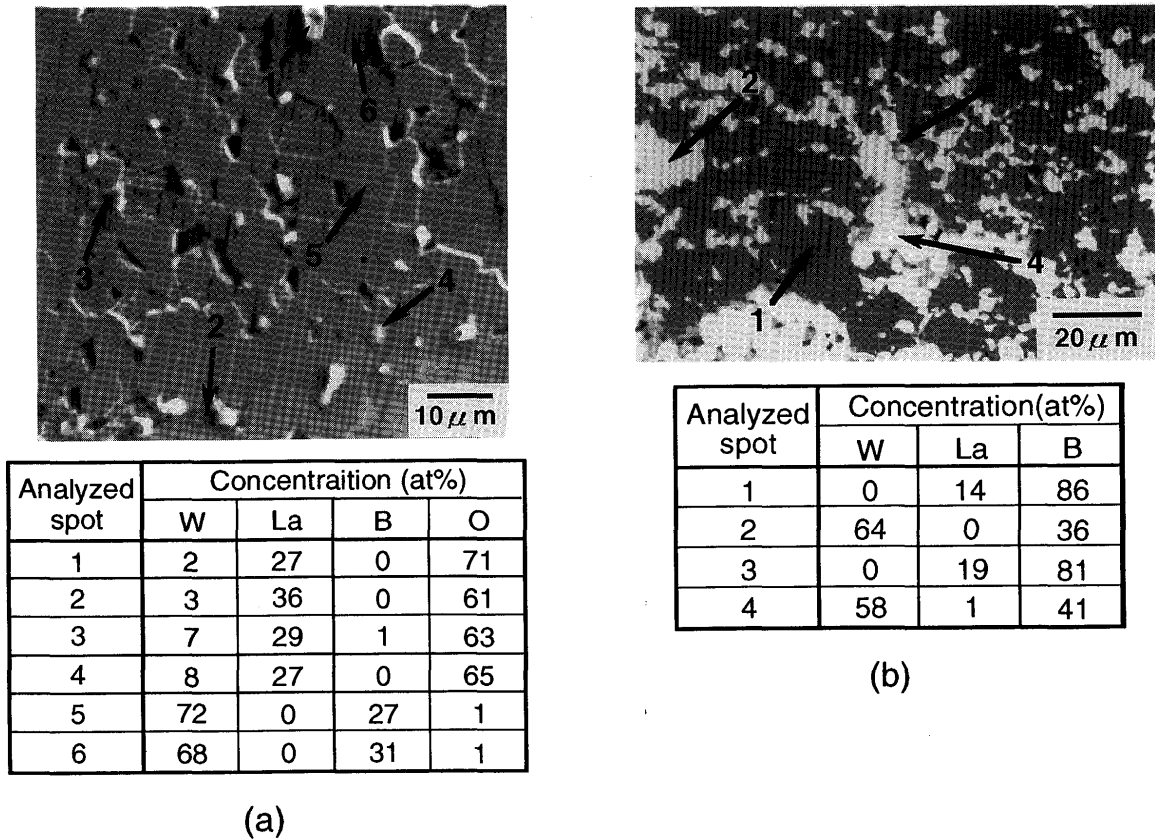 1
6
3
5
4
2
10 μm
Analyzed spot
Concentraition (at%)
W La B O
1 2 27 0 71
2 3 36 0 61
3 7 29 1 63
4 8 27 0 65
5 72 0 27 1
6 68 0 31 1
(a)
2
4
1
20 μm
Analyzed spot
Concentration(at%)
W La B
1 0 14 86
2 64 0 36
3 0 19 81
4 58 1 41
(b)